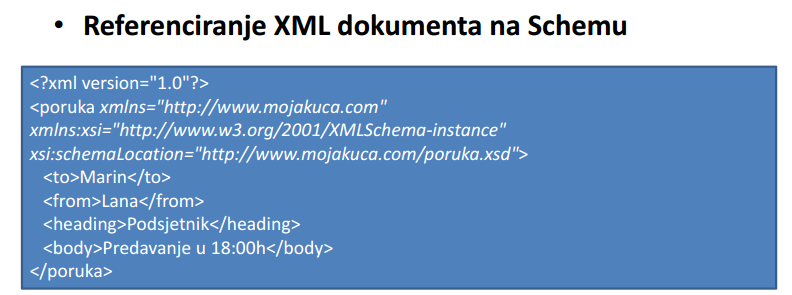 • Referenciranje XML dokumenta na Schemu
<?xml version="1.0"?>
<poruka xmlns="http://www.mojakuca.com"
xmlns:xsi="http://www.w3.org/2001/XMLSchema-instance"
xsi:schemaLocation="http://www.mojakuca.com/poruka.xsd">
<to>Marin</to>
<from>Lana</from>
<heading>Podsjetnik</heading>
<body>Predavanje u 18:00h</body>
</poruka>